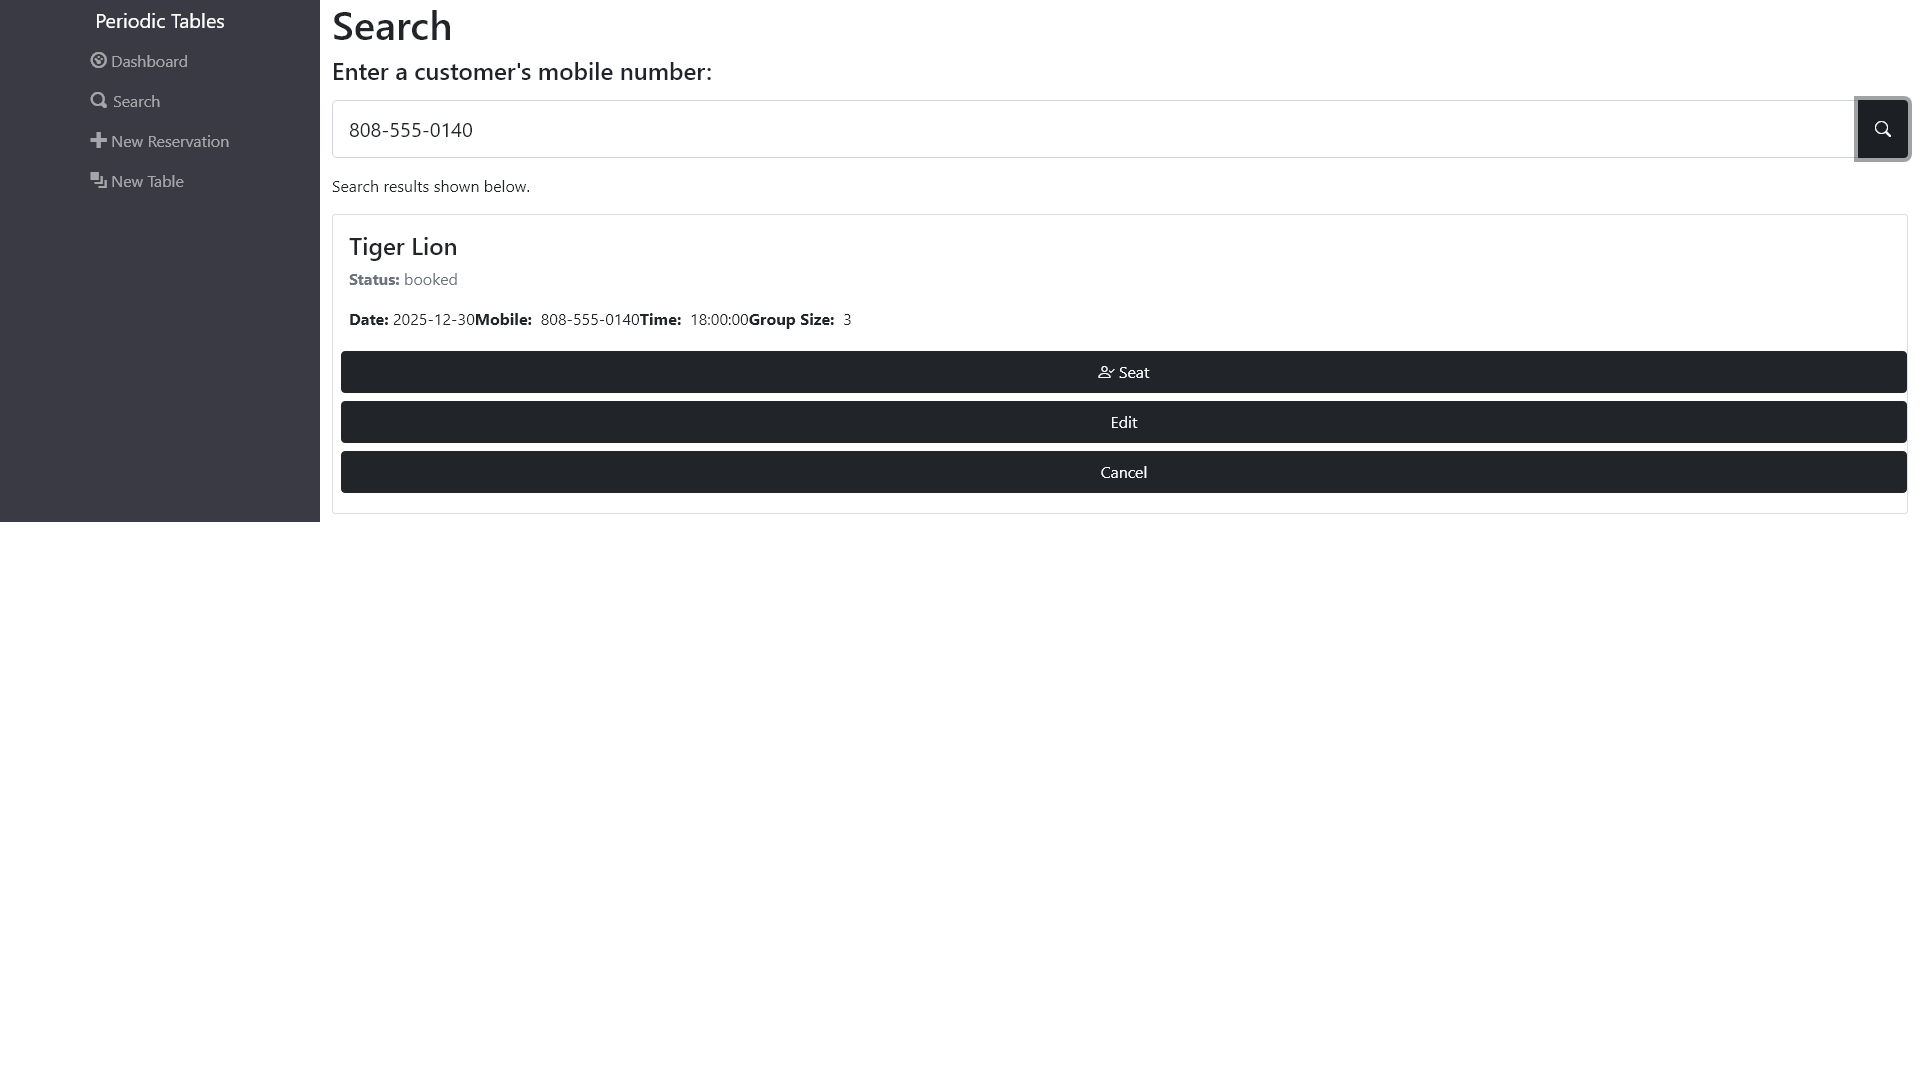 Periodic Tables
Dashboard
Search
New Reservation
New Table
Search
Enter a customer's mobile number:
808-555-0140
Search results shown below.
Tiger Lion
Status: booked
Date: 2025-12-30Mobile: 808-555-0140Time: 18:00:00Group Size: 3
Seat
Edit
Cancel